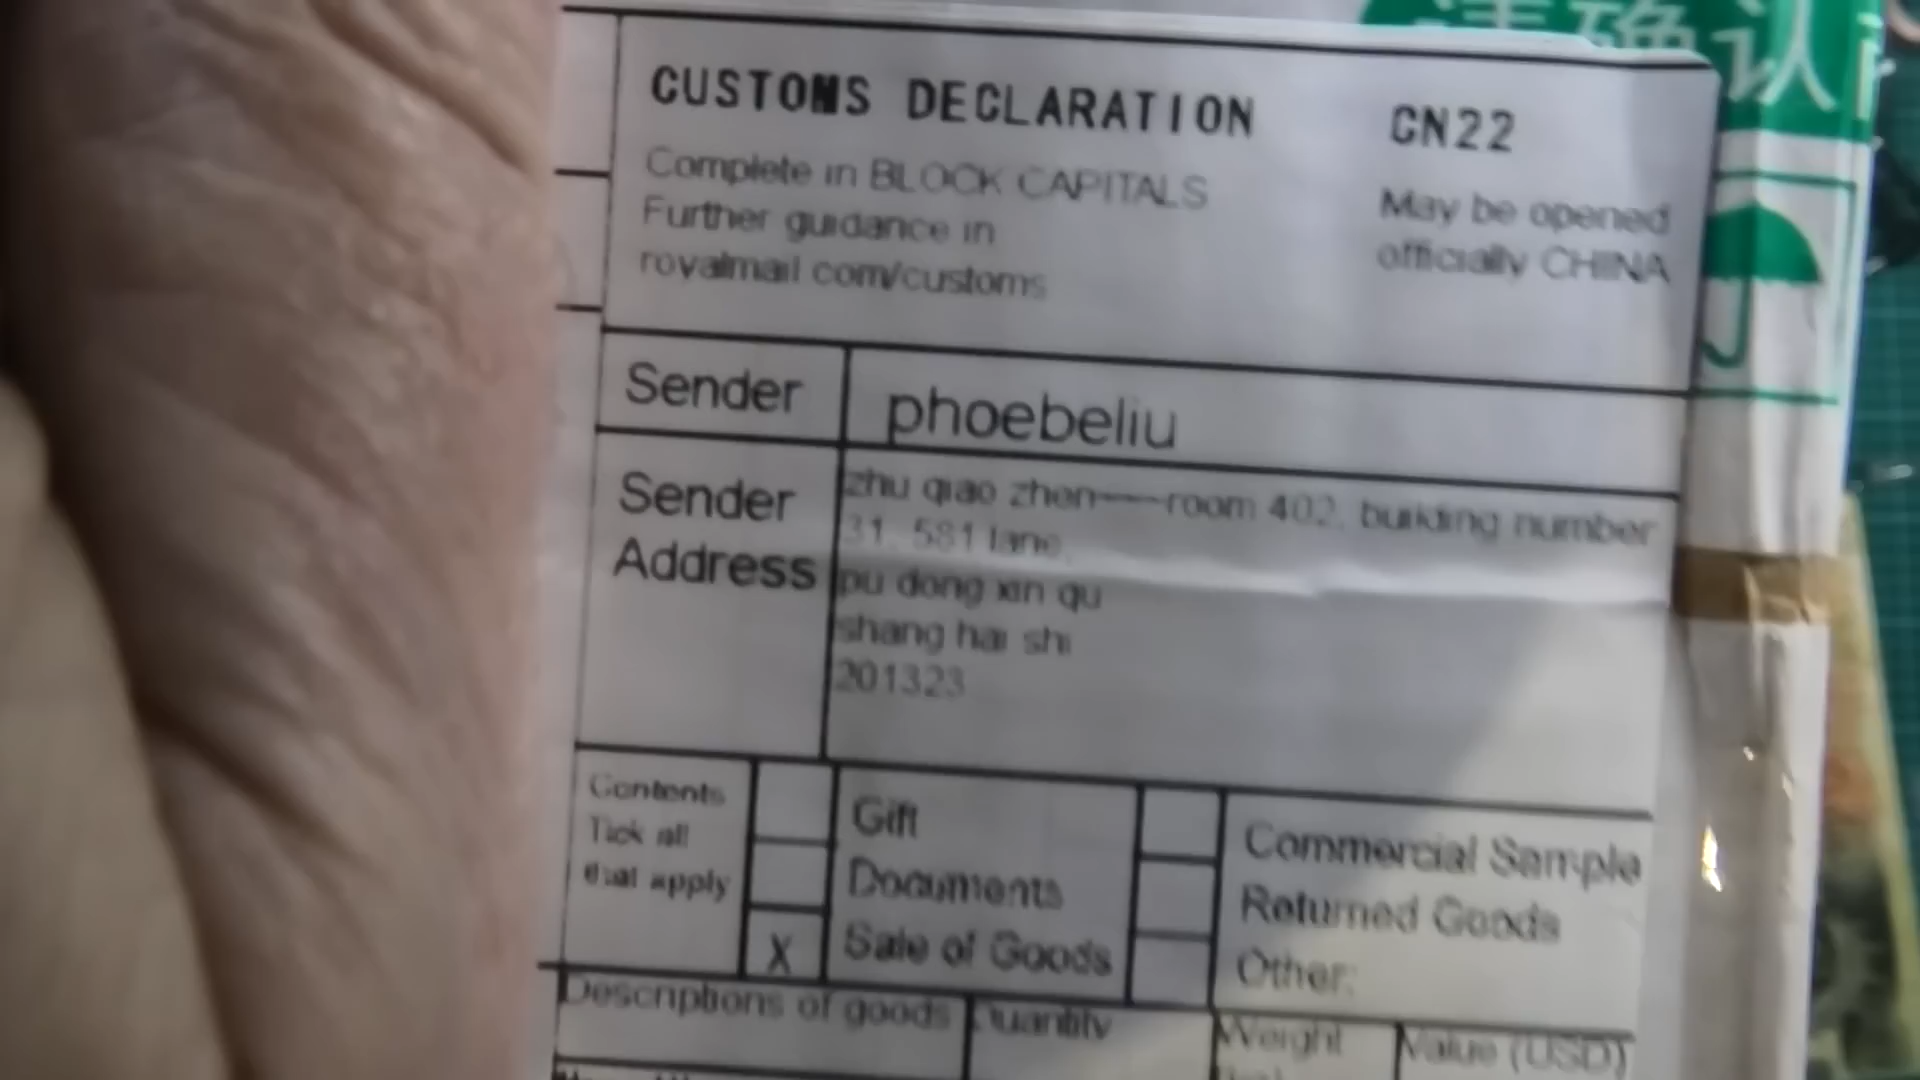 请确认
CUSTOMS DECLARATION CN22
Complete in BLOCK CAPITALS
Further guidance in
royalmail com/customs
May be opened
officially CHINA
Sender phoebeliu
Sender Address
zhu qiao zhen——room 402, building number
31, 581 lane,
pu dong xin qu
shang hai shi
201323
Contents
Tick all
that apply
Gift
Documents
X Sale of Goods
Commercial Sample
Returned Goods
Other:
Descriptions of goods Quantity Weight Value (USD)